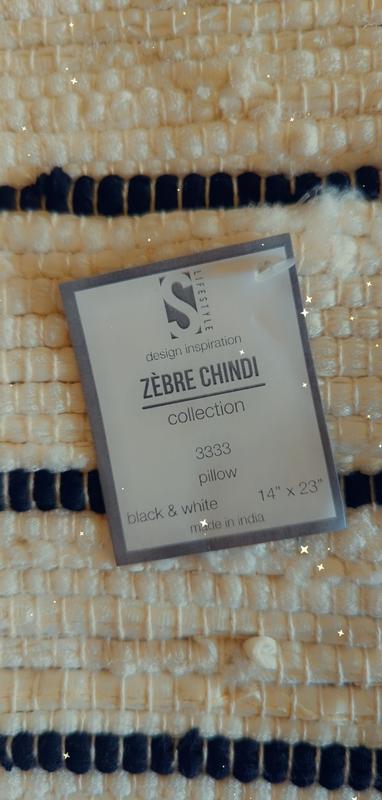 S LIFESTYLE
design inspiration
ZÈBRE CHINDI
collection
3333
pillow
black & white 14" x 23"
made in india